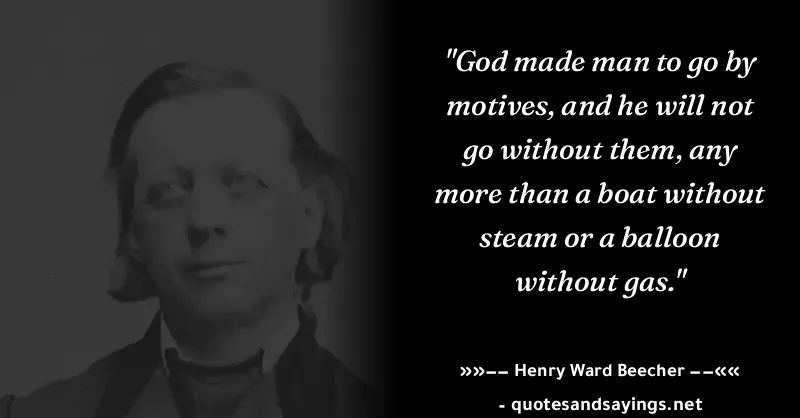 "God made man to go by
motives, and he will not
go without them, any
more than a boat without
steam or a balloon
without gas."
»»−− Henry Ward Beecher −−««
- quotesandsayings.net